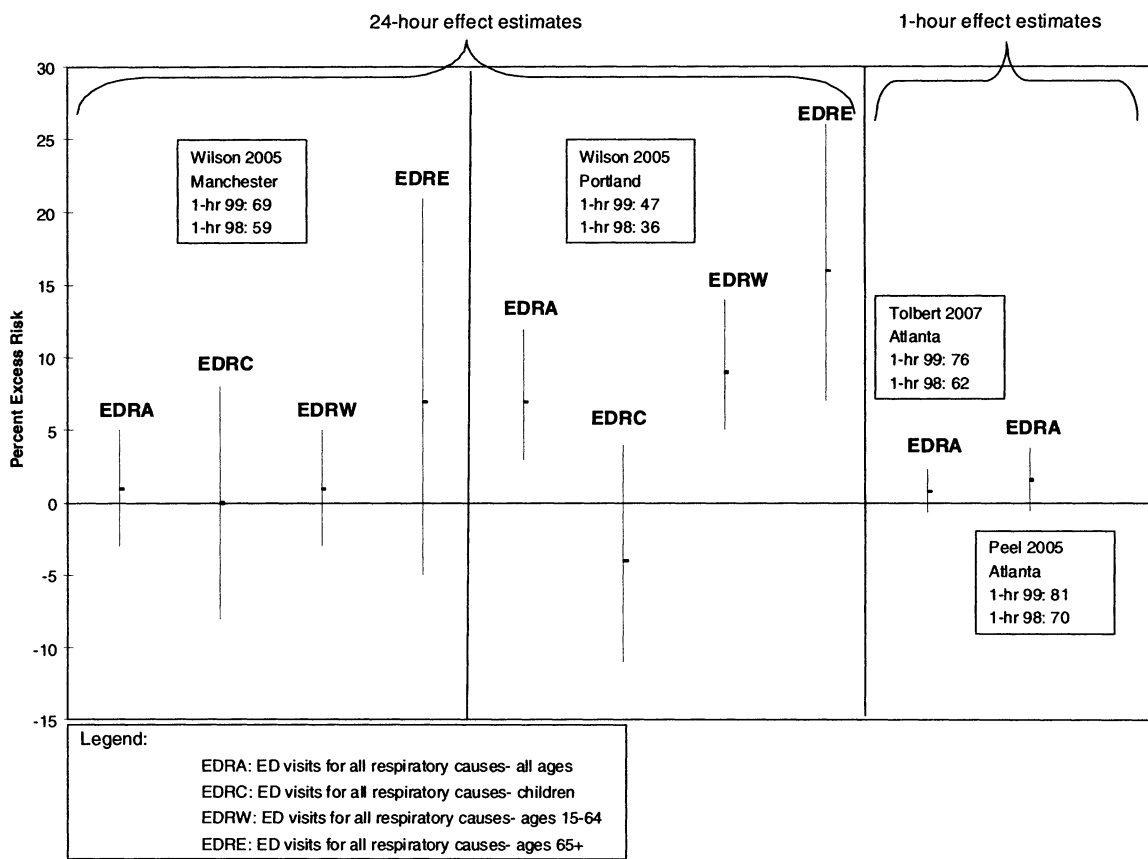 24-hour effect estimates
1-hour effect estimates
Percent Excess Risk
30
25
20
15
10
5
0
-5
-10
-15
Wilson 2005
Manchester
1-hr 99: 69
1-hr 98: 59
EDRA
EDRC
EDRW
EDRE
Wilson 2005
Portland
1-hr 99: 47
1-hr 98: 36
EDRA
EDRC
EDRW
EDRE
Tolbert 2007
Atlanta
1-hr 99: 76
1-hr 98: 62
EDRA
EDRA
Peel 2005
Atlanta
1-hr 99: 81
1-hr 98: 70
Legend:
EDRA: ED visits for all respiratory causes- all ages
EDRC: ED visits for all respiratory causes- children
EDRW: ED visits for all respiratory causes- ages 15-64
EDRE: ED visits for all respiratory causes- ages 65+